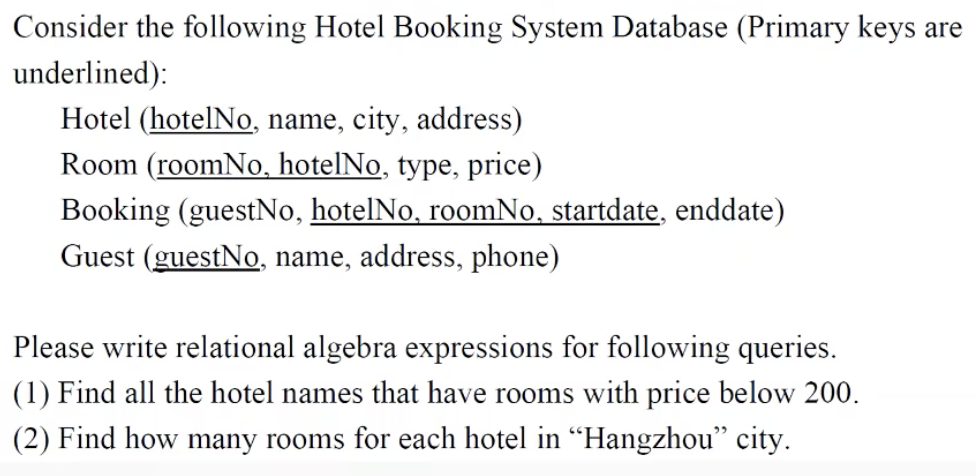 Consider the following Hotel Booking System Database (Primary keys are
underlined):
Hotel (hotelNo, name, city, address)
Room (roomNo, hotelNo, type, price)
Booking (guestNo, hotelNo, roomNo, startdate, enddate)
Guest (guestNo, name, address, phone)
Please write relational algebra expressions for following queries.
(1) Find all the hotel names that have rooms with price below 200.
(2) Find how many rooms for each hotel in “Hangzhou” city.